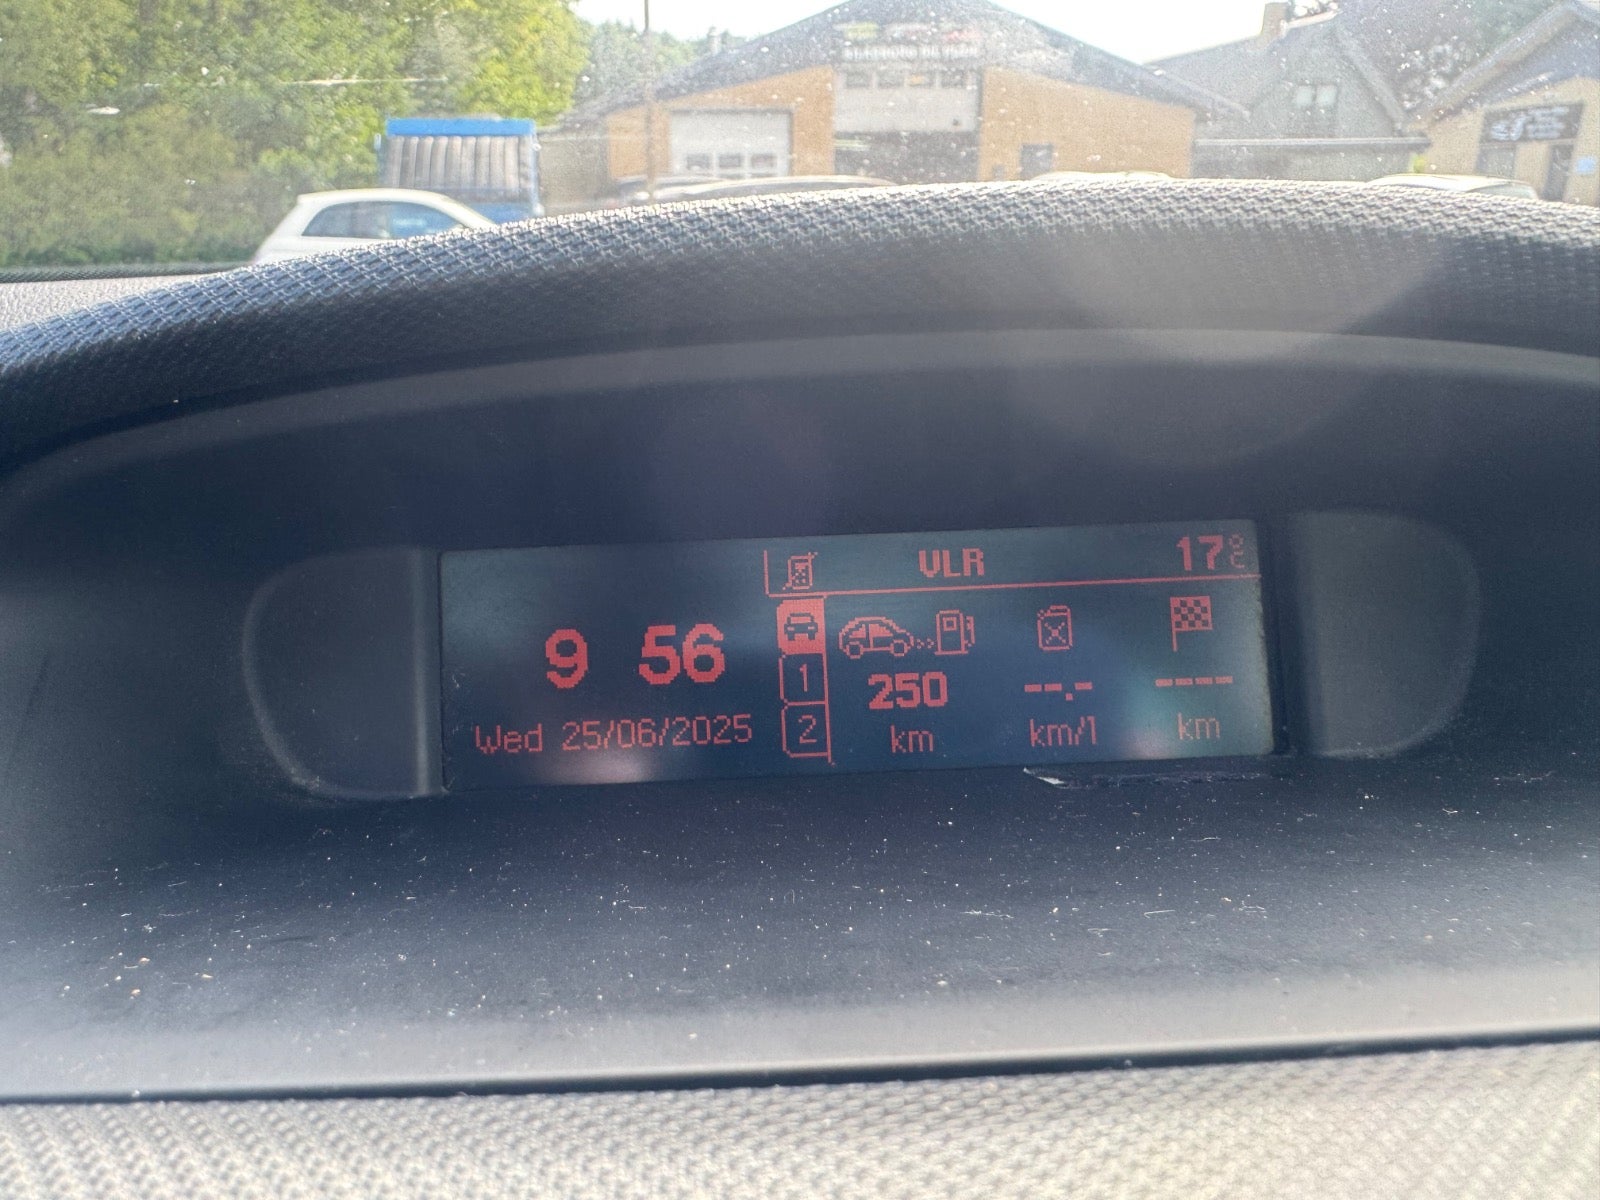 VLR 17°C
9 56
1
250 --.- ----
Wed 25/06/2025
2
km km/l km